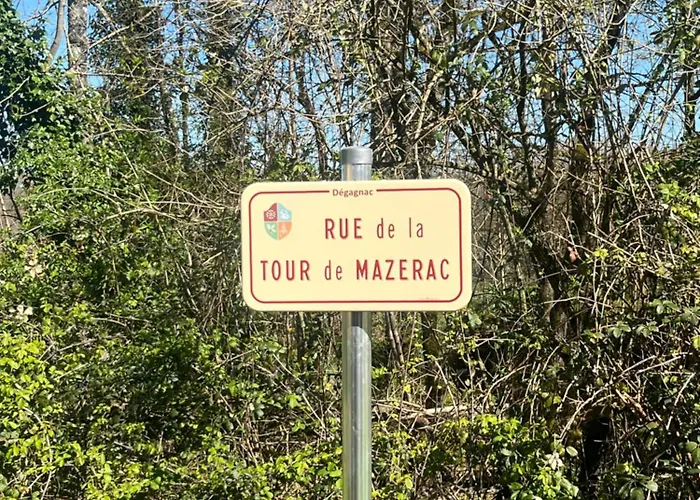 Dégagnac
RUE de la
TOUR de MAZERAC